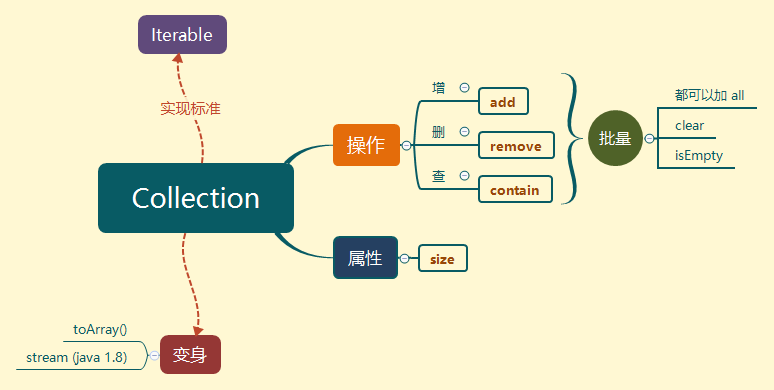 Iterable
实现标准
Collection
操作
增
add
删
remove
查
contain
批量
都可以加 all
clear
isEmpty
属性
size
变身
toArray()
stream (java 1.8)